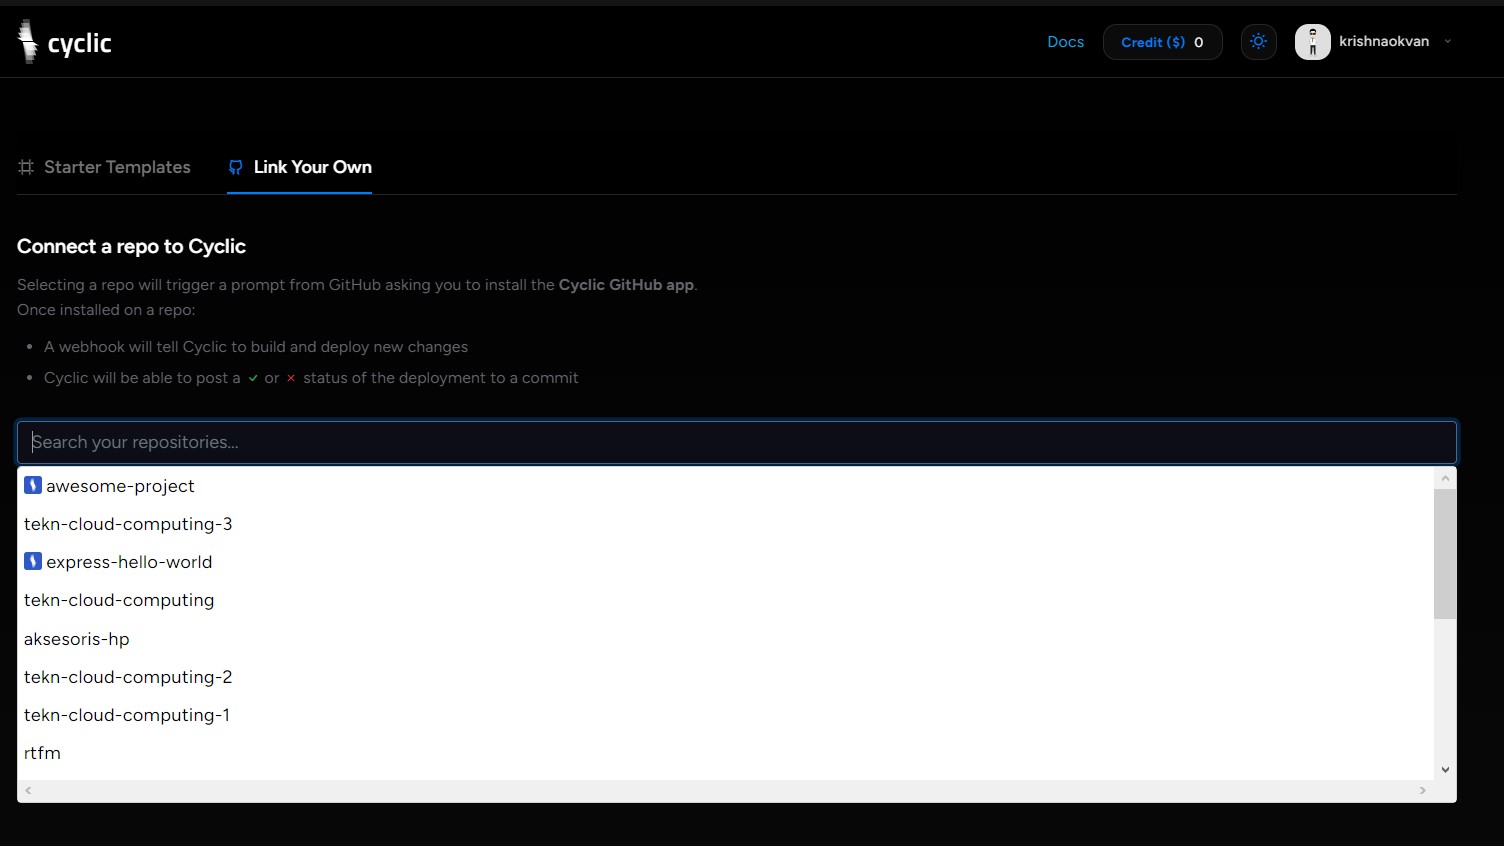 cyclic
Docs
Credit ($) 0
krishnaokvan
Starter Templates
Link Your Own
Connect a repo to Cyclic
Selecting a repo will trigger a prompt from GitHub asking you to install the Cyclic GitHub app.
Once installed on a repo:
• A webhook will tell Cyclic to build and deploy new changes
• Cyclic will be able to post a ✓ or × status of the deployment to a commit
Search your repositories...
awesome-project
tekn-cloud-computing-3
express-hello-world
tekn-cloud-computing
aksesoris-hp
tekn-cloud-computing-2
tekn-cloud-computing-1
rtfm